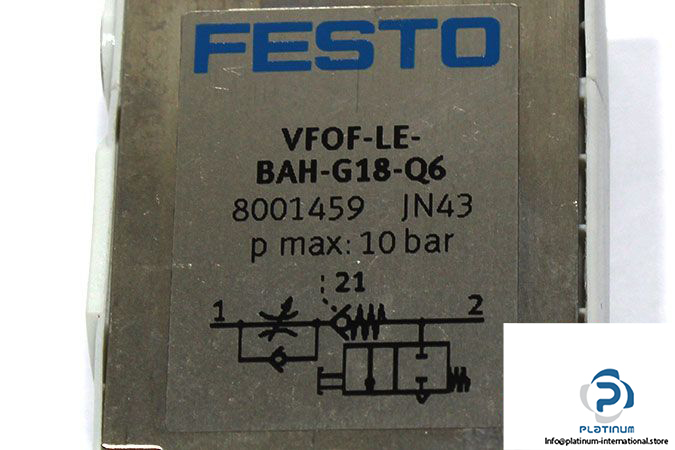 FESTO
VFOF-LE-
BAH-G18-Q6
8001459 JN43
p max: 10 bar
21
1 2
PLATINUM
Info@platinum-international.store